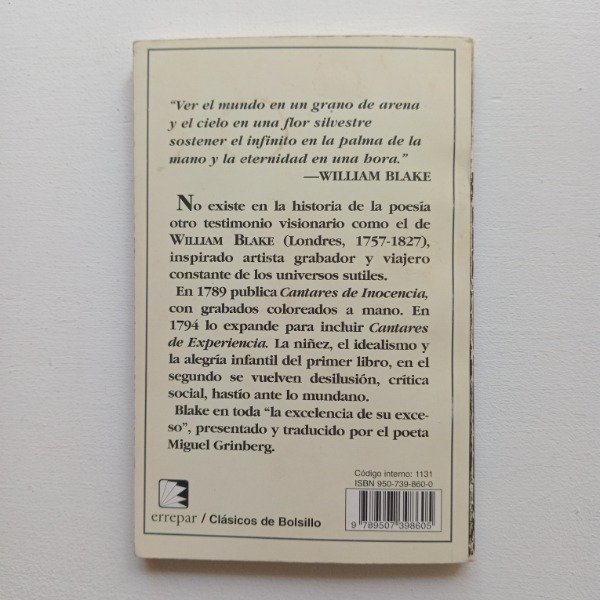 "Ver el mundo en un grano de arena
y el cielo en una flor silvestre
sostener el infinito en la palma de la
mano y la eternidad en una hora."
—WILLIAM BLAKE
No existe en la historia de la poesía
otro testimonio visionario como el de
WILLIAM BLAKE (Londres, 1757-1827),
inspirado artista grabador y viajero
constante de los universos sutiles.
En 1789 publica Cantares de Inocencia,
con grabados coloreados a mano. En
1794 lo expande para incluir Cantares
de Experiencia. La niñez, el idealismo y
la alegría infantil del primer libro, en el
segundo se vuelven desilusión, crítica
social, hastío ante lo mundano.
Blake en toda "la excelencia de su exce-
so", presentado y traducido por el poeta
Miguel Grinberg.
Código interno: 1131
ISBN 950-739-860-0
9 789507 398605
errepar / Clásicos de Bolsillo